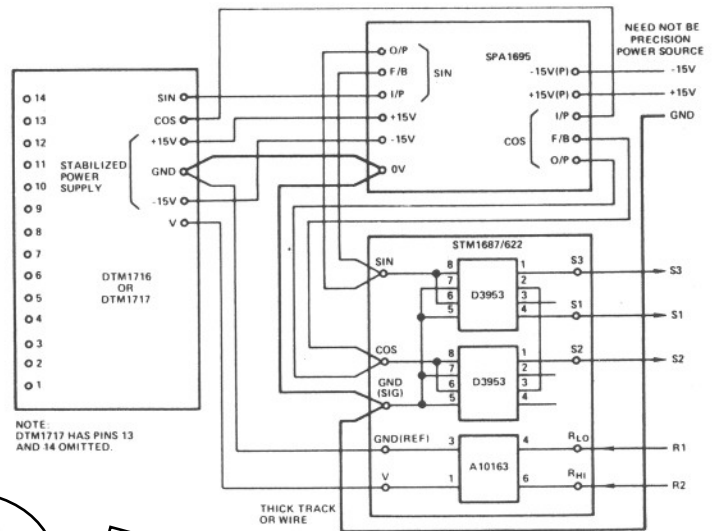 NEED NOT BE
PRECISION
POWER SOURCE
SPA1695
O/P
F/B
I/P
SIN
+15V
-15V
0V
-15V(P)
+15V(P)
I/P
F/B
O/P
COS
-15V
+15V
GND
14
13
12
11
10
9
8
7
6
5
4
3
2
1
SIN
COS
+15V
GND
-15V
V
STABILIZED
POWER
SUPPLY
DTM1716
OR
DTM1717
NOTE:
DTM1717 HAS PINS 13
AND 14 OMITTED.
STM1687/622
SIN
8
7
6
5
D3953
1
2
3
4
S3
S1
S3
S1
COS
8
7
6
5
D3953
1
2
3
4
S2
S2
GND
(SIG)
GND(REF)
3
4
RLO
R1
A10163
V
1
6
RHI
R2
THICK TRACK
OR WIRE